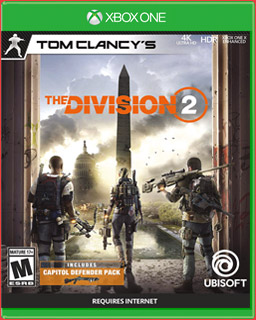 XBOX ONE
TOM CLANCY'S
4K
ULTRA HD
HDR
XBOX ONE X
ENHANCED
THE DIVISION 2
INCLUDES
CAPITOL DEFENDER PACK
MATURE 17+
M
ESRB
UBISOFT
REQUIRES INTERNET